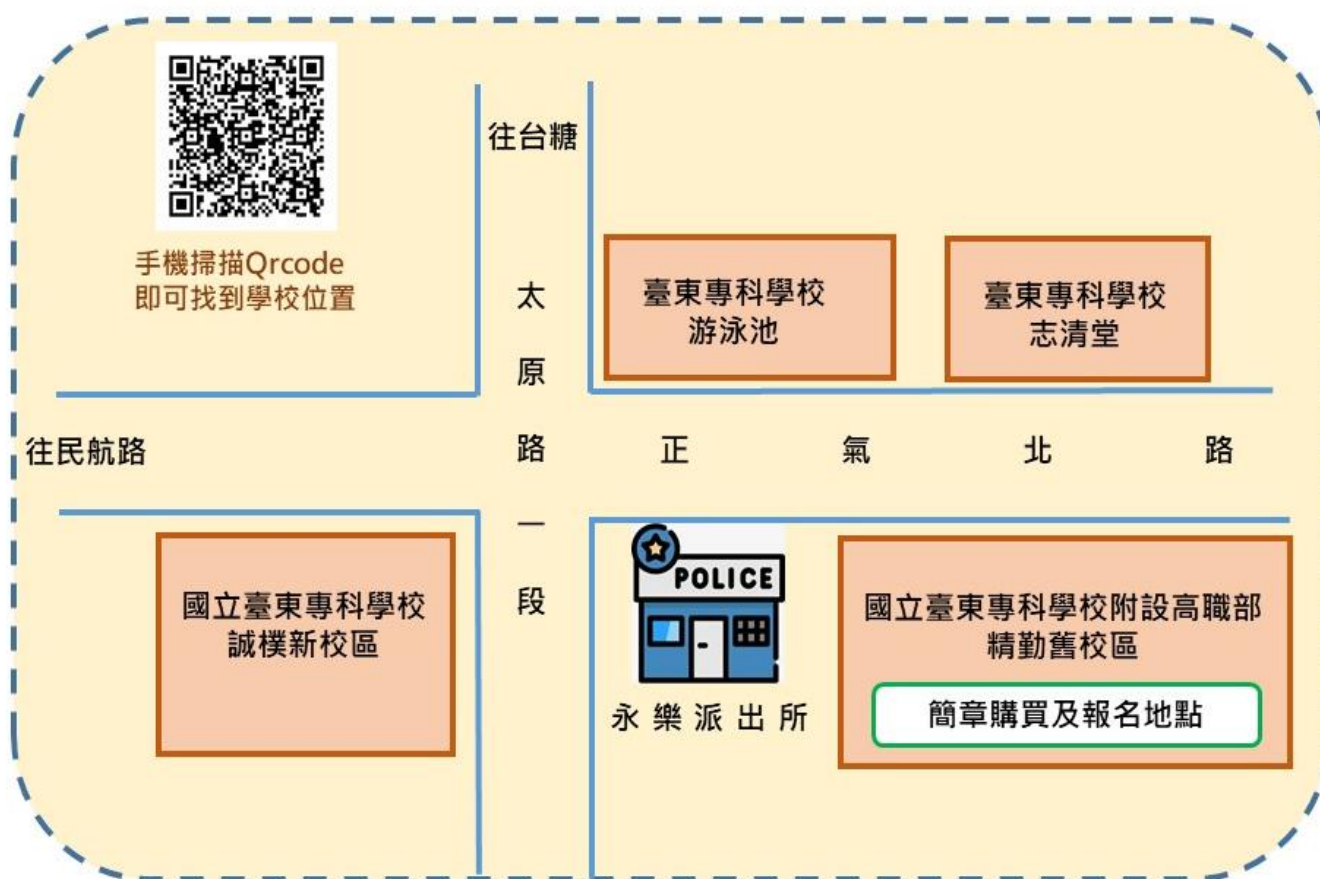 手機掃描Qrcode
即可找到學校位置
往台糖
太原路一段
臺東專科學校
游泳池
臺東專科學校
志清堂
往民航路
正氣北路
國立臺東專科學校
誠樸新校區
POLICE
永樂派出所
國立臺東專科學校附設高職部
精勤舊校區
簡章購買及報名地點